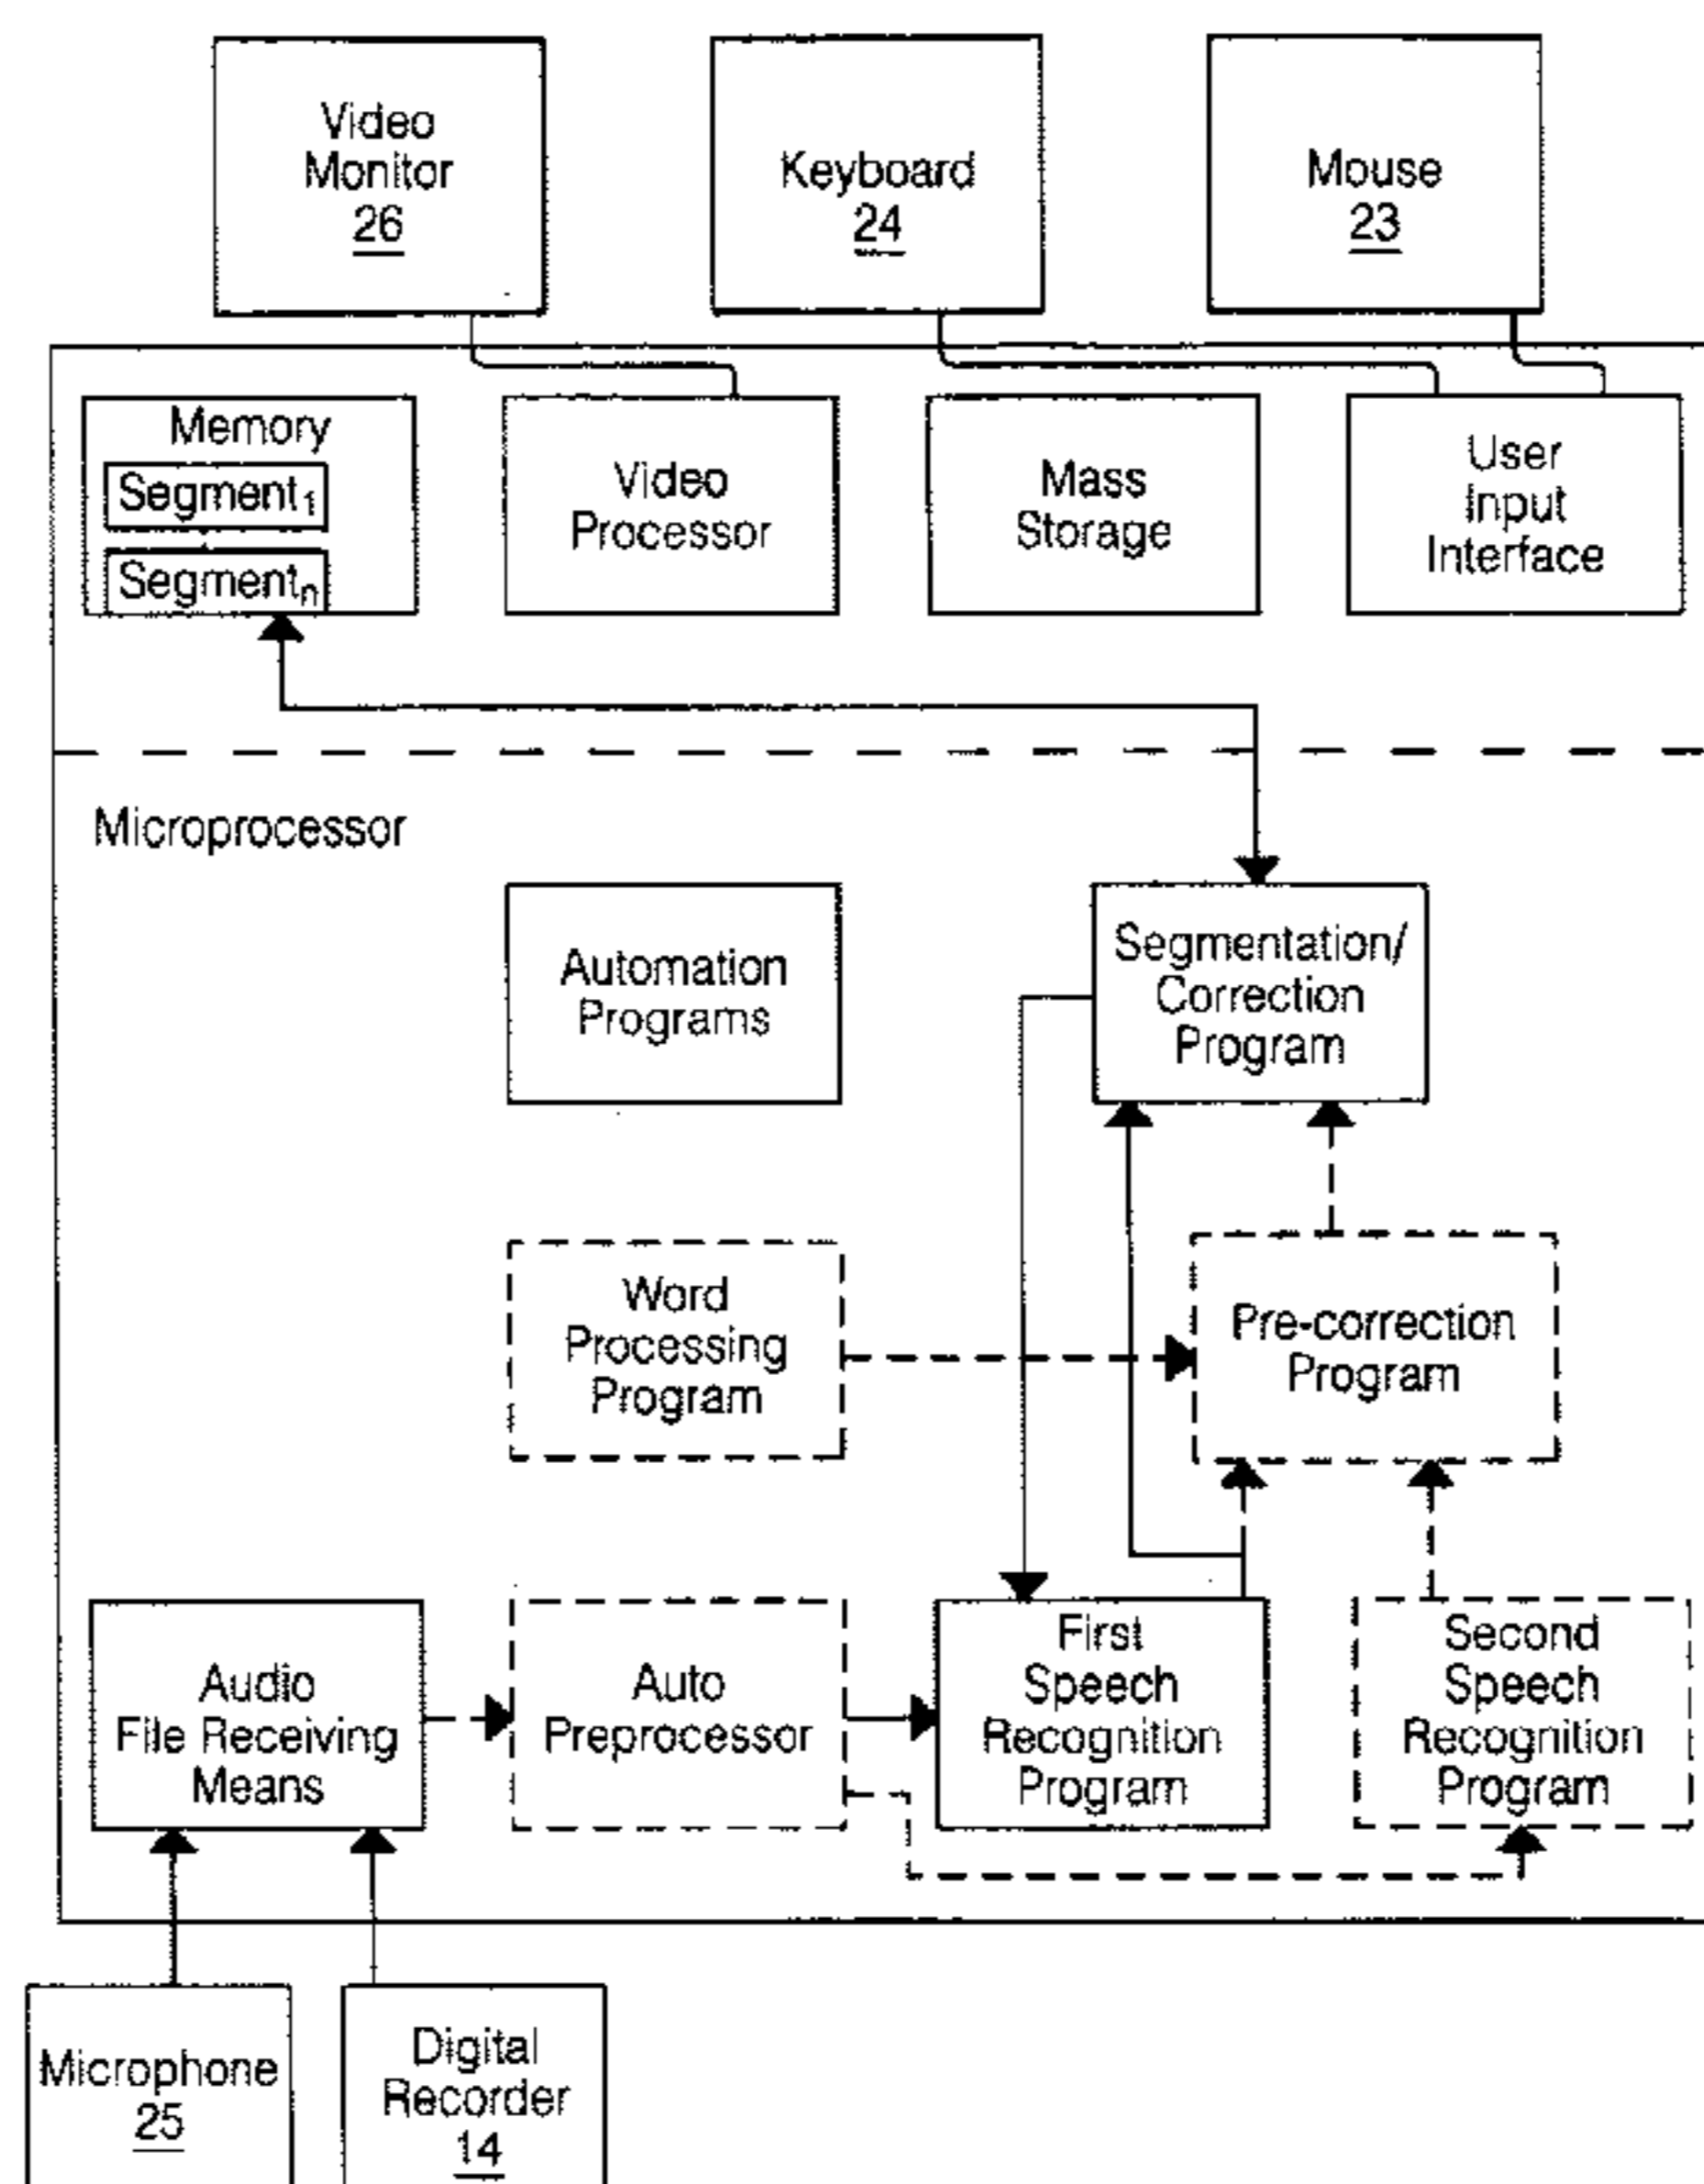 Video
Monitor
26
Keyboard
24
Mouse
23
Memory
Segment1
Segmentn
Video
Processor
Mass
Storage
User
Input
Interface
Microprocessor
Automation
Programs
Segmentation/
Correction
Program
Word
Processing
Program
Pre-correction
Program
Audio
File Receiving
Means
Auto
Preprocessor
First
Speech
Recognition
Program
Second
Speech
Recognition
Program
Microphone
25
Digital
Recorder
14